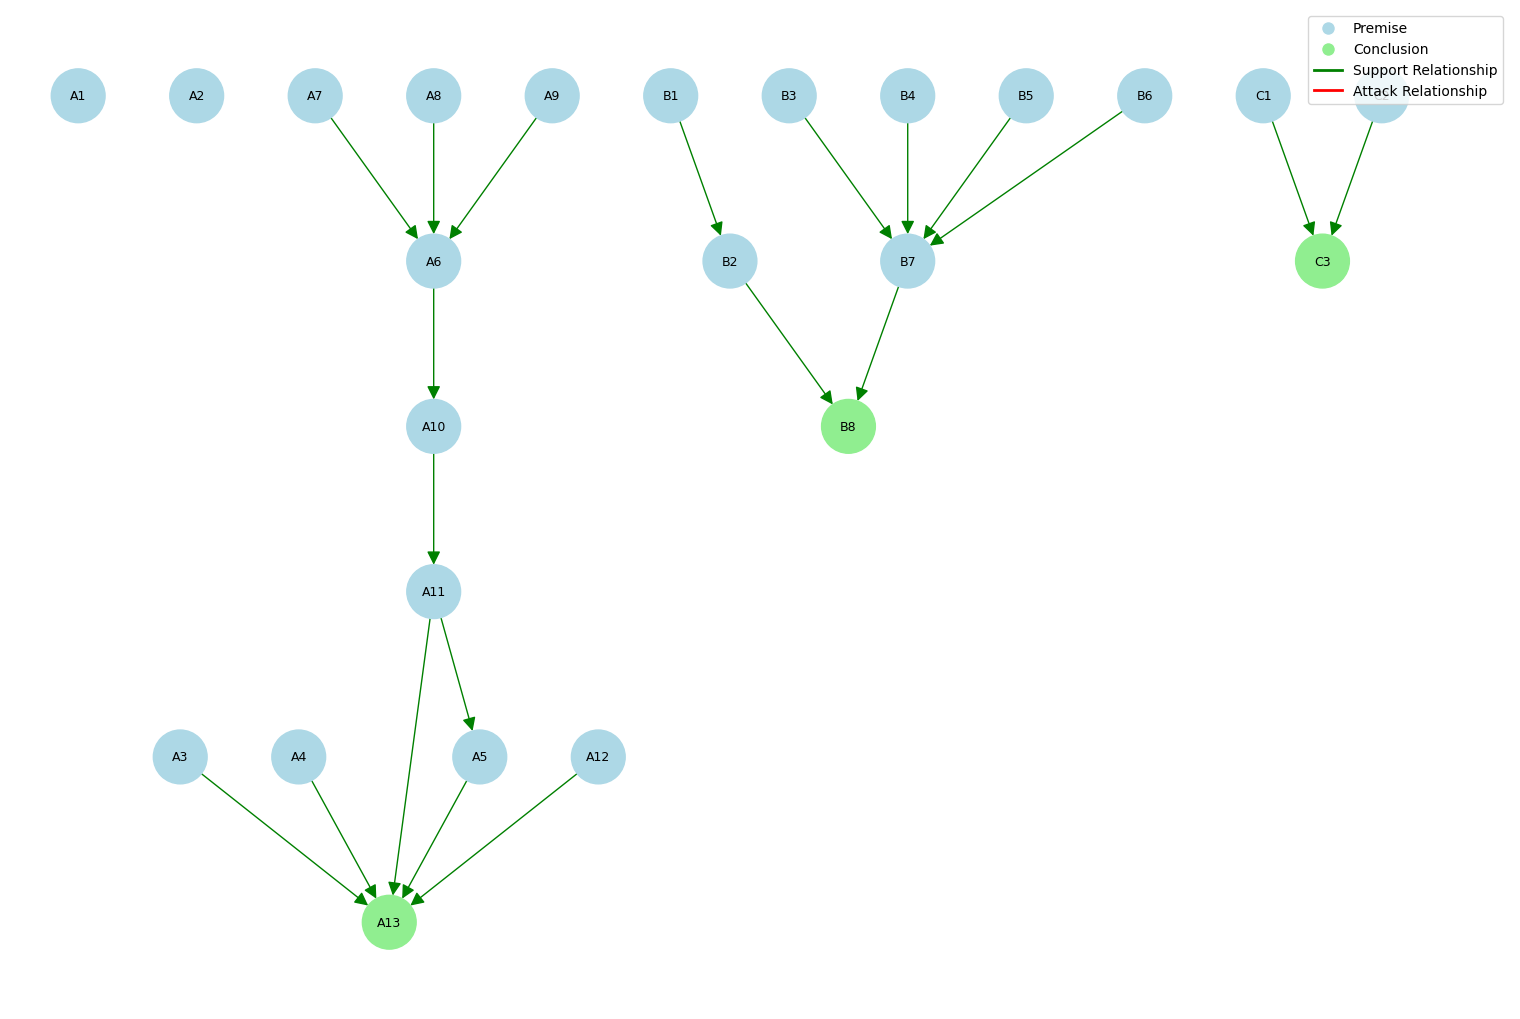 Premise
Conclusion
Support Relationship
Attack Relationship
A1 A2 A7 A8 A9 B1 B3 B4 B5 B6 C1
A6 B2 B7 C3
A10 B8
A11
A3 A4 A5 A12
A13